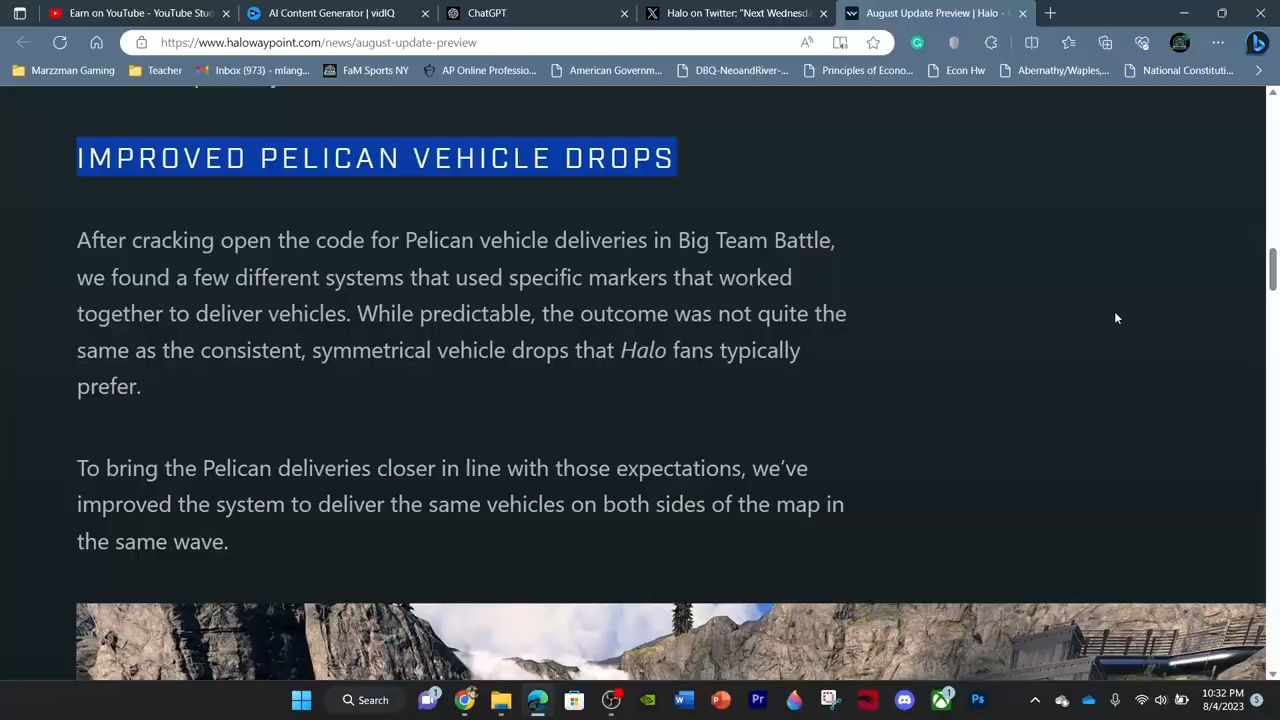 Earn on YouTube - YouTube Stud
AI Content Generator | vidIQ
ChatGPT
Halo on Twitter: "Next Wednesda
August Update Preview | Halo -
https://www.halowaypoint.com/news/august-update-preview
Marzzman Gaming
Teacher
Inbox (973) - mlang...
FaM Sports NY
AP Online Professio...
American Governm...
DBQ-NeoandRiver-...
Principles of Econo...
Econ Hw
Abernathy/Waples,...
National Constituti...
IMPROVED PELICAN VEHICLE DROPS
After cracking open the code for Pelican vehicle deliveries in Big Team Battle,
we found a few different systems that used specific markers that worked
together to deliver vehicles. While predictable, the outcome was not quite the
same as the consistent, symmetrical vehicle drops that Halo fans typically
prefer.
To bring the Pelican deliveries closer in line with those expectations, we've
improved the system to deliver the same vehicles on both sides of the map in
the same wave.
Search
1
1
10:32 PM
8/4/2023
5